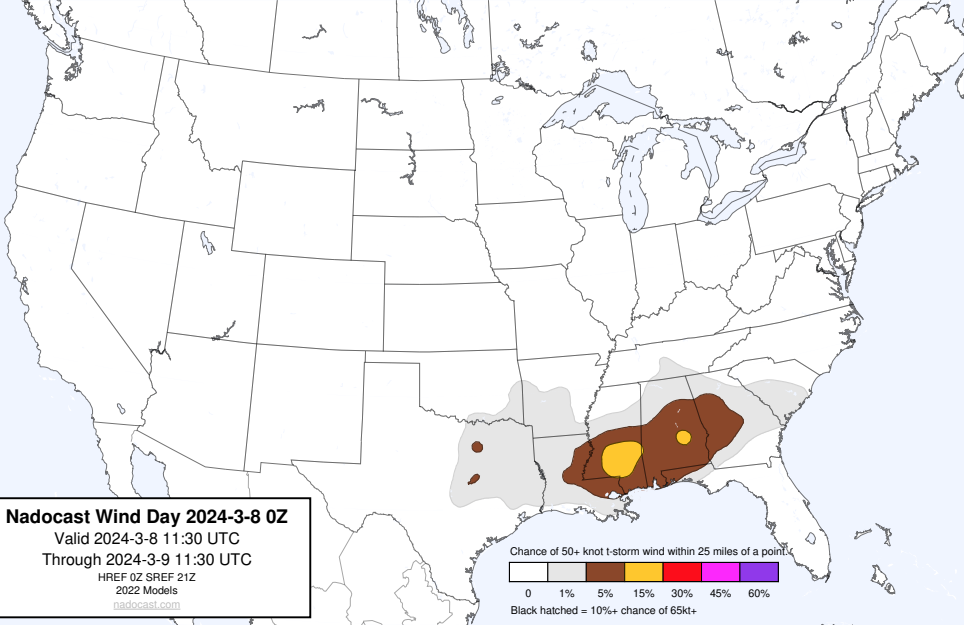 Nadocast Wind Day 2024-3-8 0Z
Valid 2024-3-8 11:30 UTC
Through 2024-3-9 11:30 UTC
HREF 0Z SREF 21Z
2022 Models
nadocast.com
Chance of 50+ knot t-storm wind within 25 miles of a point.
0 1% 5% 15% 30% 45% 60%
Black hatched = 10%+ chance of 65kt+